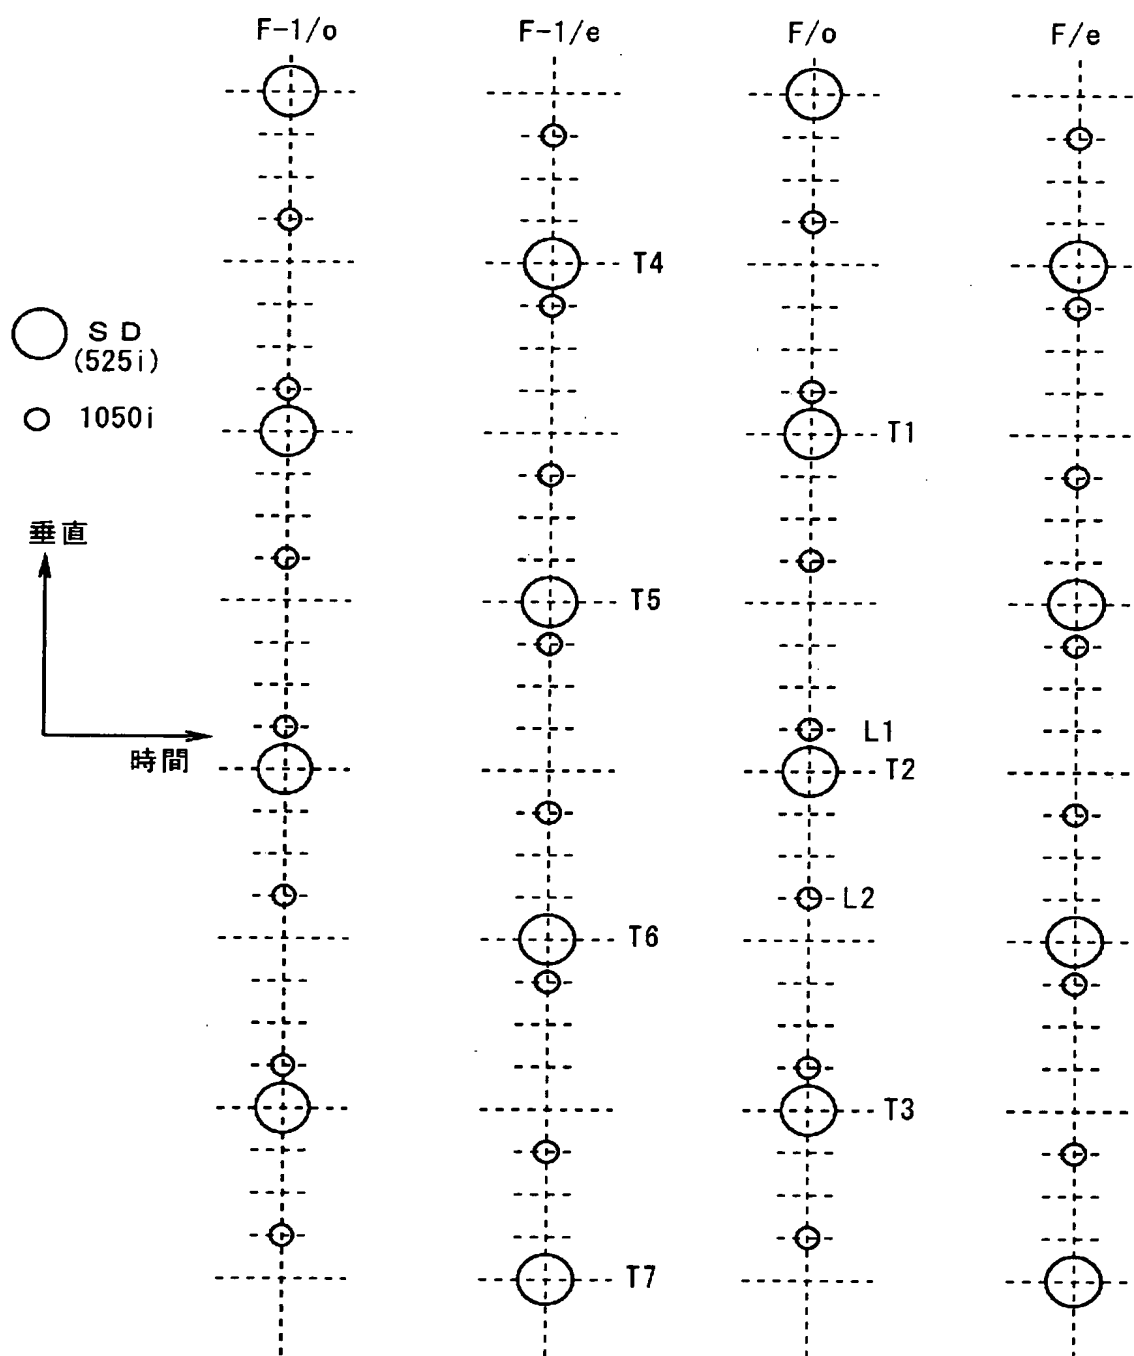 F-1/o F-1/e F/o F/e
T4
SD
(525i)
T1
1050i
垂直
T5
L1
時間
T2
L2
T6
T3
T7